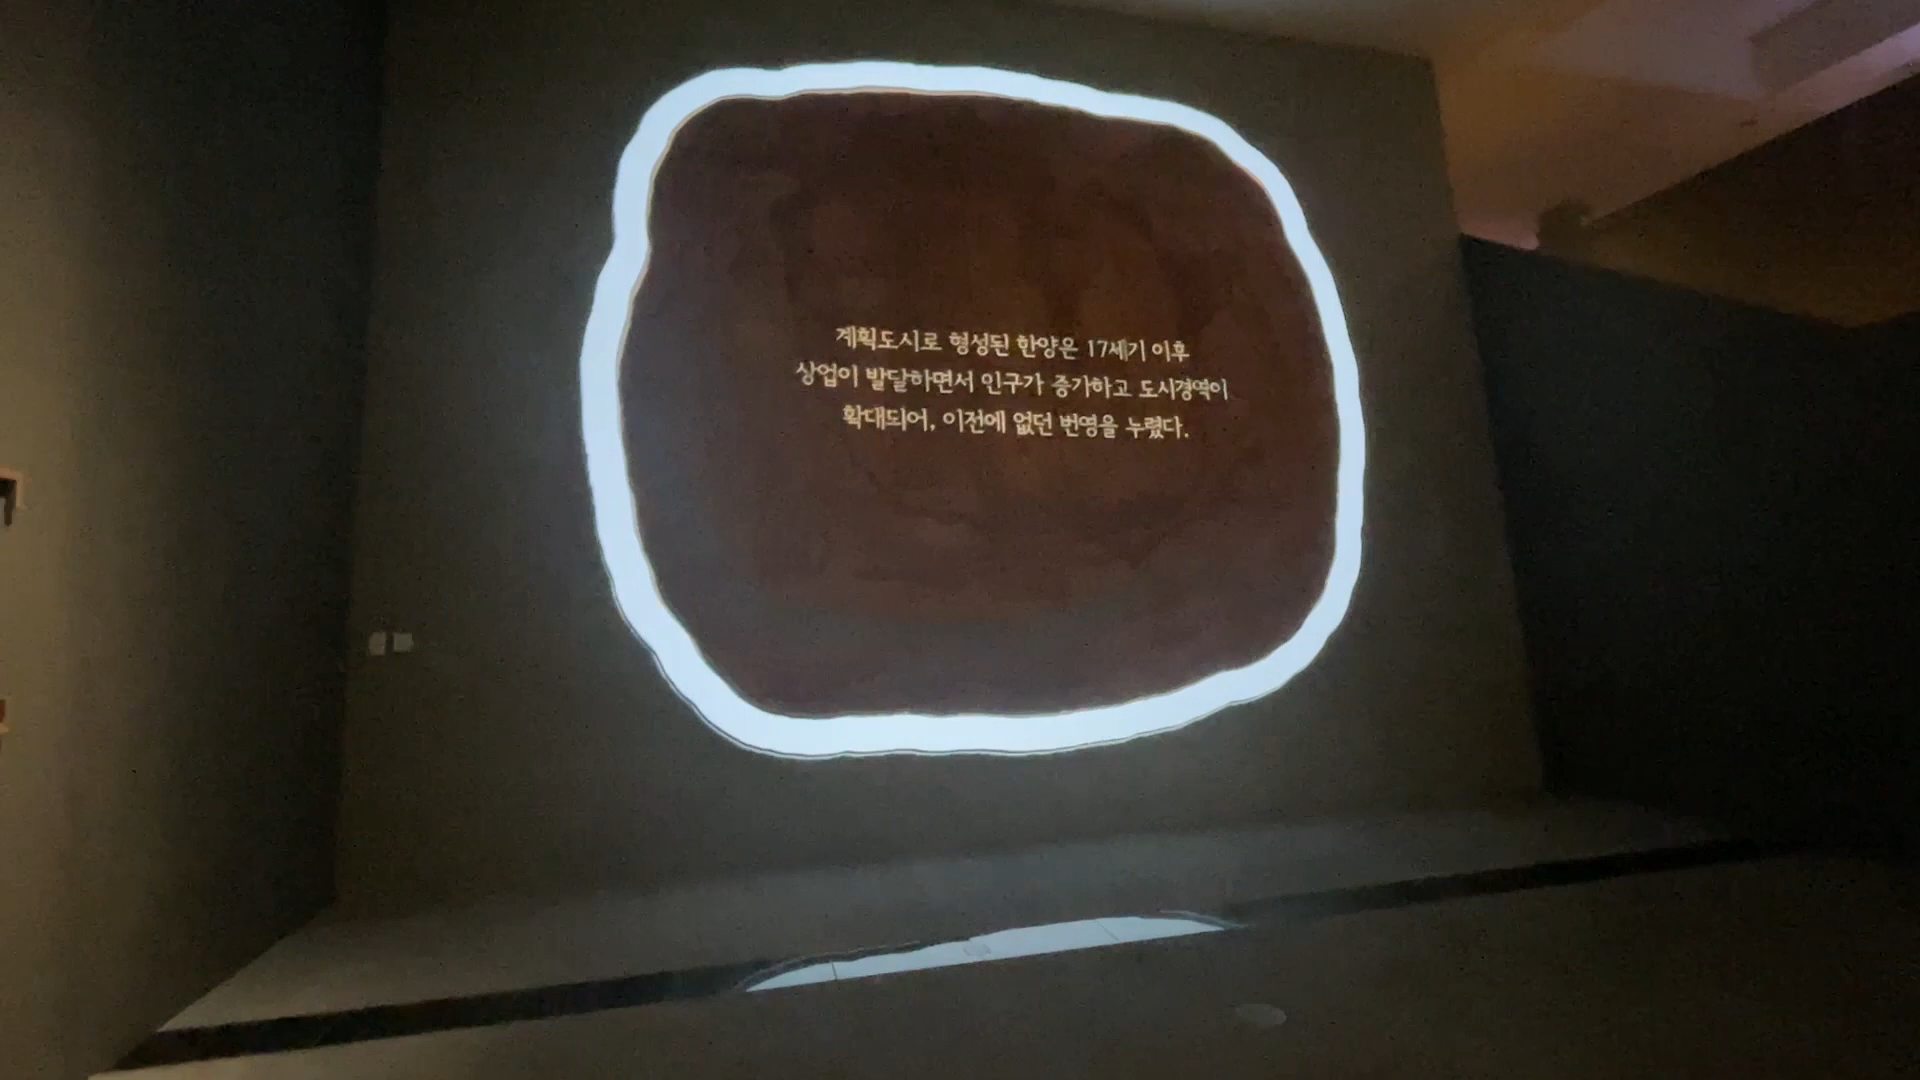 계획도시로 형성된 한양은 17세기 이후
상업이 발달하면서 인구가 증가하고 도시경역이
확대되어, 이전에 없던 번영을 누렸다.